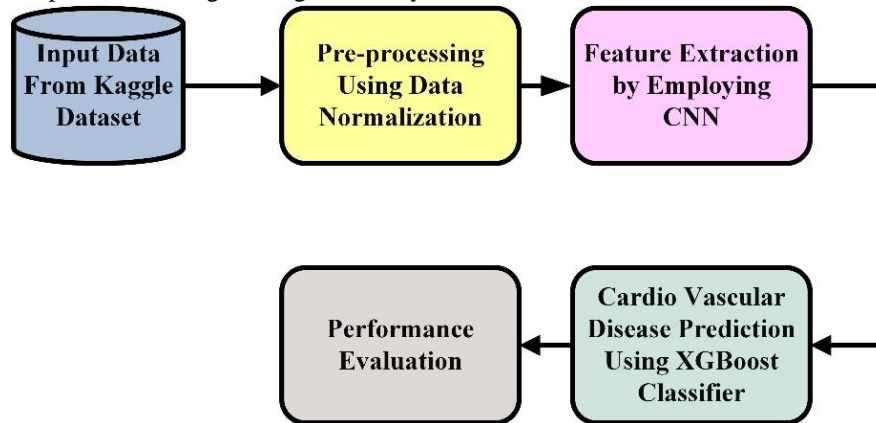 Input Data
From Kaggle
Dataset
Pre-processing
Using Data
Normalization
Feature Extraction
by Employing
CNN
Cardio Vascular
Disease Prediction
Using XGBoost
Classifier
Performance
Evaluation